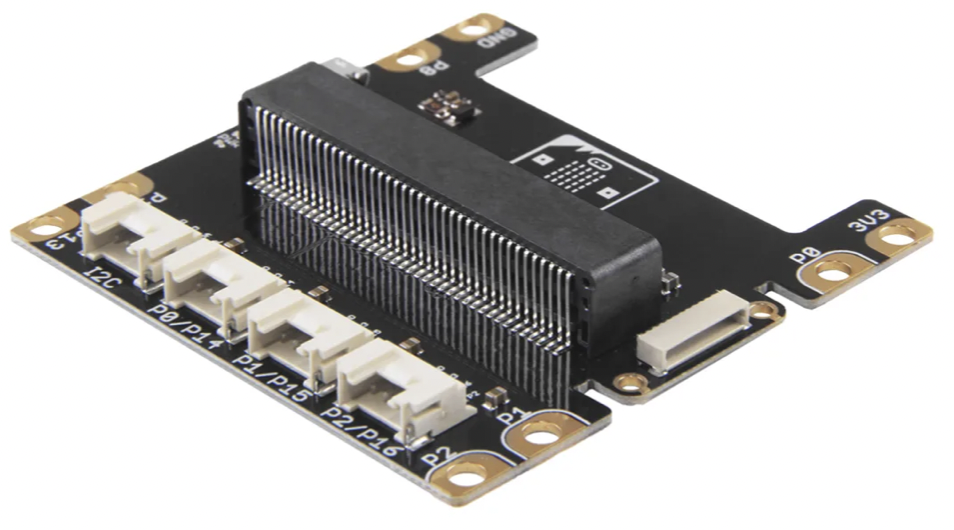 GND
P8
3V3
P0
I2C
P0/P14
P1/P15
P2/P16
P1
P2